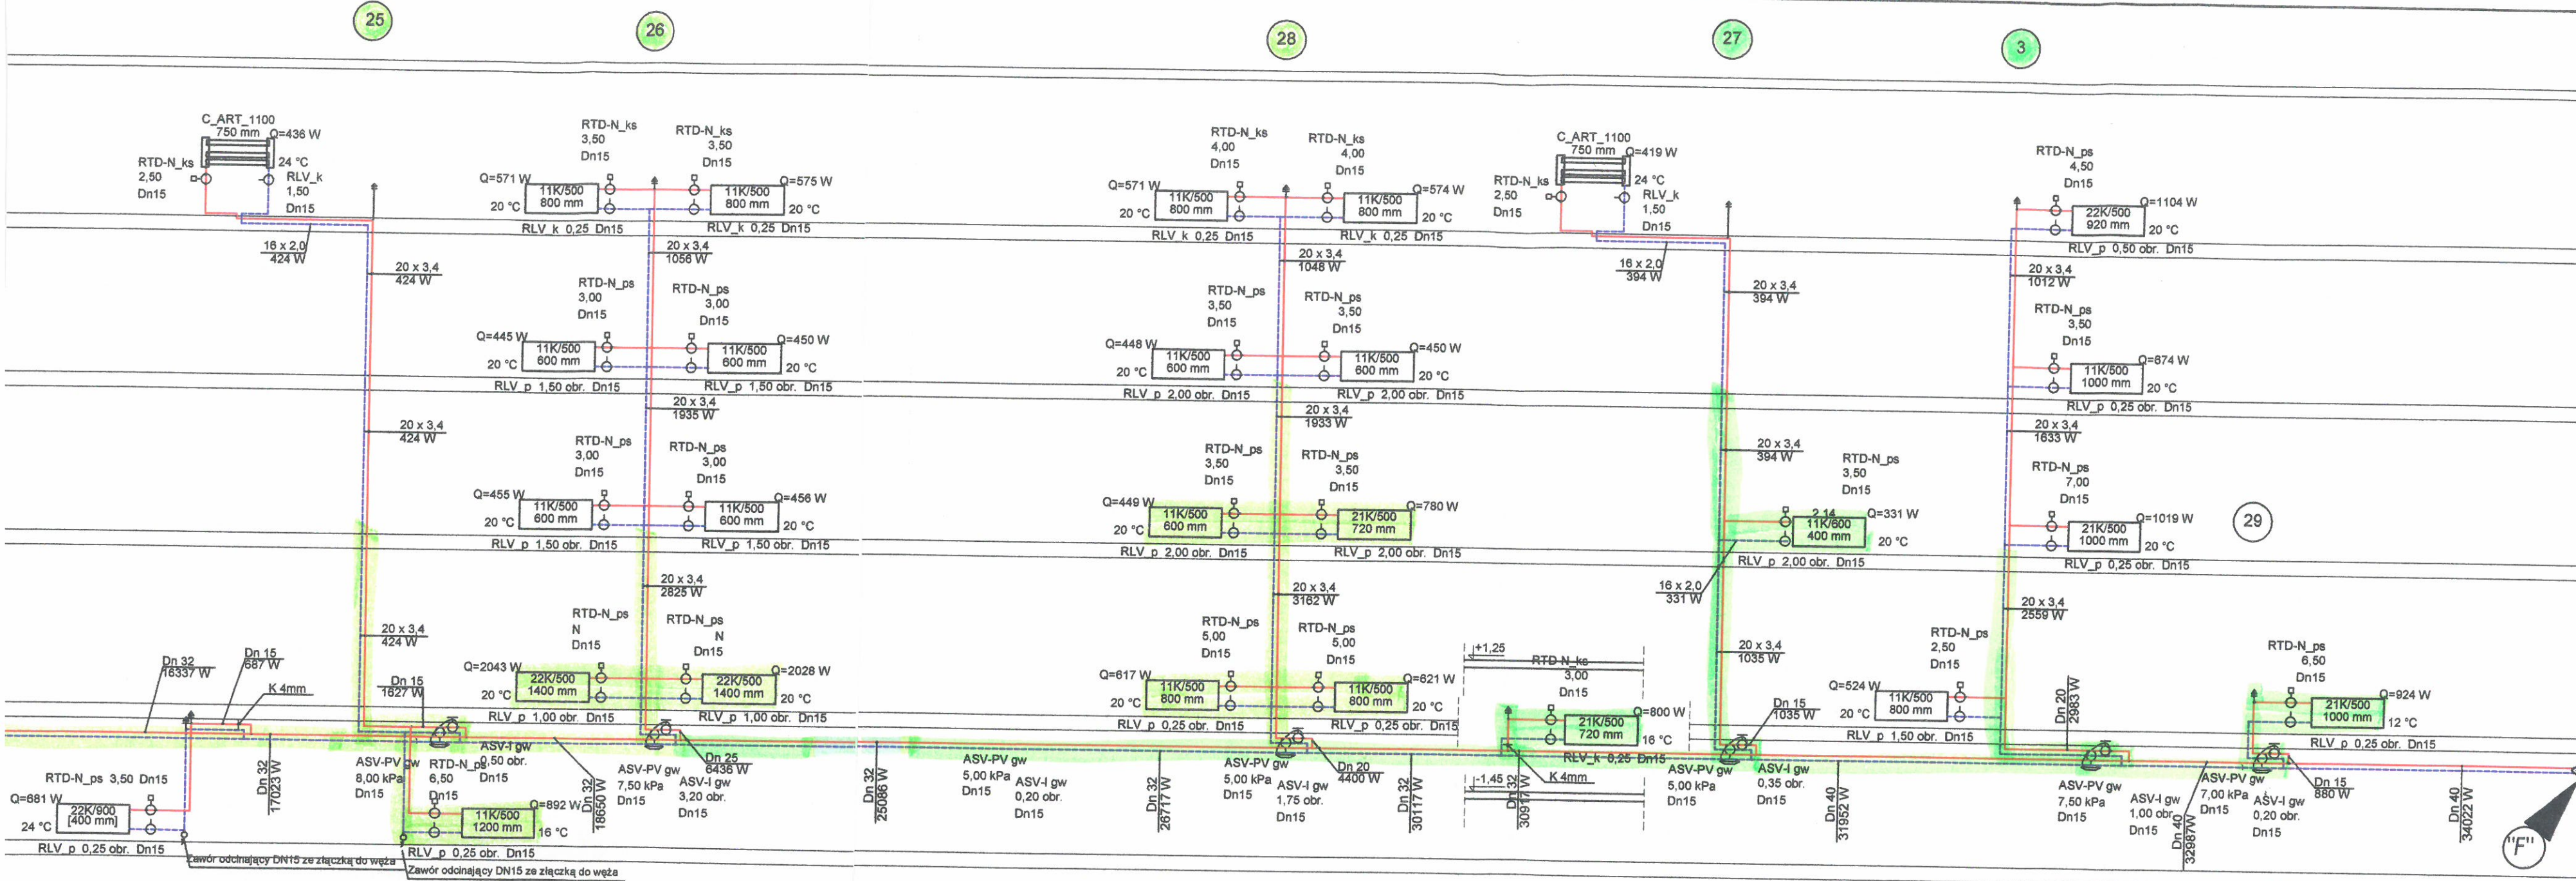 25
26
28
27
3
C_ART_1100
750 mm
Q=436 W
RTD-N_ks
2,50
Dn15
24 °C
RLV_k
1,50
Dn15
16 x 2,0
424 W
20 x 3,4
424 W
20 x 3,4
424 W
20 x 3,4
424 W
Dn 32
16337 W
Dn 15
687 W
K 4mm
Dn 15
1627 W
Dn 32
17023 W
RTD-N_ps 3,50 Dn15
Q=681 W
22K/900
[400 mm]
24 °C
RLV_p 0,25 obr. Dn15
Zawór odcinający DN15 ze złączką do węża
ASV-PV gw
8,00 kPa
Dn15
ASV-I gw
0,50 obr.
Dn15
RTD-N_ps
6,50
Dn15
Q=892 W
11K/500
1200 mm
16 °C
RLV_p 0,25 obr. Dn15
Zawór odcinający DN15 ze złączką do węża
RTD-N_ks
3,50
Dn15
RTD-N_ks
3,50
Dn15
Q=571 W
11K/500
800 mm
20 °C
Q=575 W
11K/500
800 mm
20 °C
RLV_k 0,25 Dn15
RLV_k 0,25 Dn15
20 x 3,4
1056 W
RTD-N_ps
3,00
Dn15
RTD-N_ps
3,00
Dn15
Q=445 W
11K/500
600 mm
20 °C
Q=450 W
11K/500
600 mm
20 °C
RLV_p 1,50 obr. Dn15
RLV_p 1,50 obr. Dn15
20 x 3,4
1935 W
RTD-N_ps
3,00
Dn15
RTD-N_ps
3,00
Dn15
Q=455 W
11K/500
600 mm
20 °C
Q=456 W
11K/500
600 mm
20 °C
RLV_p 1,50 obr. Dn15
RLV_p 1,50 obr. Dn15
20 x 3,4
2825 W
RTD-N_ps
N
Dn15
RTD-N_ps
N
Dn15
Q=2043 W
22K/500
1400 mm
20 °C
Q=2028 W
22K/500
1400 mm
20 °C
RLV_p 1,00 obr. Dn15
RLV_p 1,00 obr. Dn15
Dn 32
18650 W
ASV-PV gw
7,50 kPa
Dn15
Dn 25
6436 W
ASV-I gw
3,20 obr.
Dn15
Dn 32
25086 W
ASV-PV gw
5,00 kPa
Dn15
ASV-I gw
0,20 obr.
Dn15
RTD-N_ks
4,00
Dn15
RTD-N_ks
4,00
Dn15
Q=571 W
11K/500
800 mm
20 °C
Q=574 W
11K/500
800 mm
20 °C
RLV_k 0,25 Dn15
RLV_k 0,25 Dn15
20 x 3,4
1048 W
RTD-N_ps
3,50
Dn15
RTD-N_ps
3,50
Dn15
Q=448 W
11K/500
600 mm
20 °C
Q=450 W
11K/500
600 mm
20 °C
RLV_p 2,00 obr. Dn15
RLV_p 2,00 obr. Dn15
20 x 3,4
1933 W
RTD-N_ps
3,50
Dn15
RTD-N_ps
3,50
Dn15
Q=449 W
11K/500
600 mm
20 °C
Q=780 W
21K/500
720 mm
20 °C
RLV_p 2,00 obr. Dn15
RLV_p 2,00 obr. Dn15
20 x 3,4
3162 W
RTD-N_ps
5,00
Dn15
RTD-N_ps
5,00
Dn15
Q=617 W
11K/500
800 mm
20 °C
Q=621 W
11K/500
800 mm
20 °C
RLV_p 0,25 obr. Dn15
RLV_p 0,25 obr. Dn15
Dn 32
26717 W
ASV-PV gw
5,00 kPa
Dn15
ASV-I gw
1,75 obr.
Dn15
Dn 20
4400 W
Dn 32
30117 W
+1,25
RTD-N_ks
3,00
Dn15
Q=800 W
21K/500
720 mm
16 °C
RLV_k 0,25 Dn15
K 4mm
-1,45
Dn 32
30917 W
C_ART_1100
750 mm
Q=419 W
RTD-N_ks
2,50
Dn15
24 °C
RLV_k
1,50
Dn15
16 x 2,0
394 W
20 x 3,4
394 W
20 x 3,4
394 W
RTD-N_ps
3,50
Dn15
2.14
Q=331 W
11K/600
400 mm
20 °C
RLV_p 2,00 obr. Dn15
16 x 2,0
331 W
20 x 3,4
1035 W
Dn 15
1035 W
ASV-PV gw
5,00 kPa
Dn15
ASV-I gw
0,35 obr.
Dn15
Dn 40
31952 W
RTD-N_ps
4,50
Dn15
Q=1104 W
22K/500
920 mm
20 °C
RLV_p 0,50 obr. Dn15
20 x 3,4
1012 W
RTD-N_ps
3,50
Dn15
Q=674 W
11K/500
1000 mm
20 °C
RLV_p 0,25 obr. Dn15
20 x 3,4
1633 W
RTD-N_ps
7,00
Dn15
Q=1019 W
21K/500
1000 mm
20 °C
RLV_p 0,25 obr. Dn15
29
20 x 3,4
2559 W
RTD-N_ps
2,50
Dn15
Q=524 W
11K/500
800 mm
20 °C
RLV_p 1,50 obr. Dn15
Dn 20
2983 W
ASV-PV gw
7,50 kPa
Dn15
ASV-I gw
1,00 obr.
Dn15
Dn 40
32987W
RTD-N_ps
6,50
Dn15
Q=924 W
21K/500
1000 mm
12 °C
RLV_p 0,25 obr. Dn15
ASV-PV gw
7,00 kPa
Dn15
ASV-I gw
0,20 obr.
Dn15
Dn 15
880 W
Dn 40
34022 W
"F"